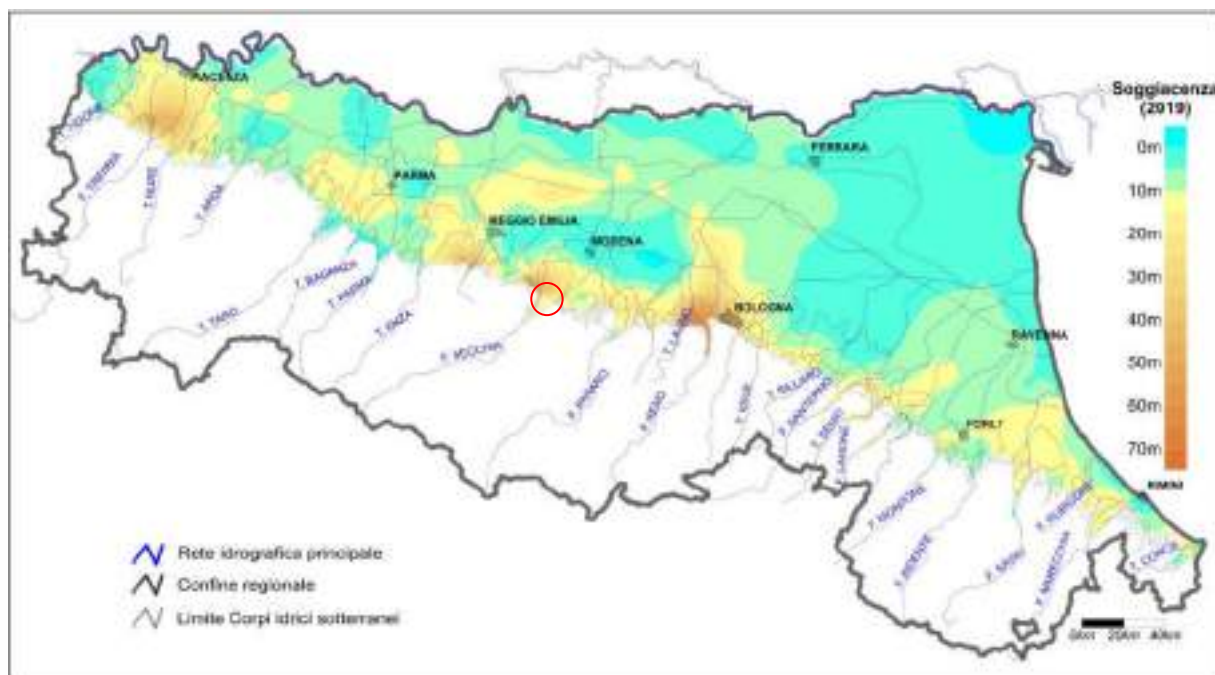 PIACENZA
Soggiacenza
(2019)
0m
10m
20m
30m
40m
50m
60m
70m
FERRARA
PARMA
REGGIO EMILIA
MODENA
BOLOGNA
RAVENNA
FORLI'
RIMINI
F. TREBBIA
T. NURE
T. ARDA
T. TARO
T. BAGANZA
T. PARMA
T. ENZA
F. SECCHIA
F. PANARO
F. RENO
T. LAVINO
T. IDICE
T. SILLARO
F. SANTERNO
T. SENIO
F. LAMONE
F. MONTONE
F. SAVIO
F. RUBICONE
F. MARECCHIA
T. CONCA
Rete idrografica principale
Confine regionale
Limite Corpi idrici sotterranei
0km 20km 40km